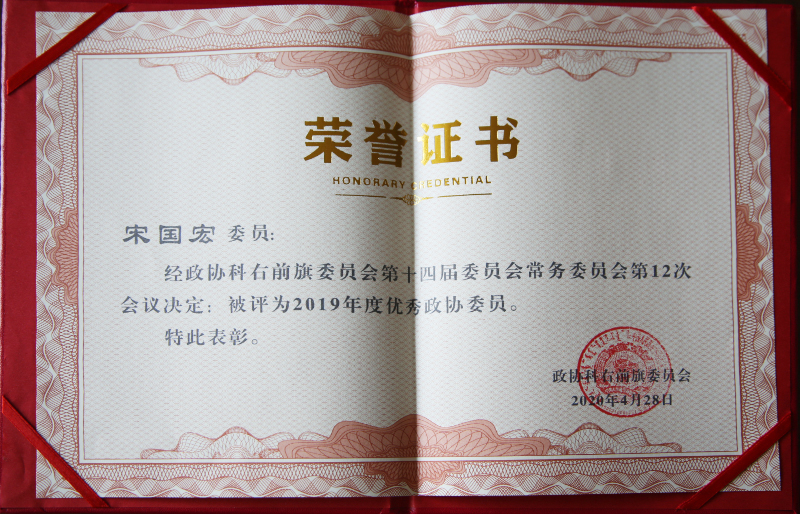 荣誉证书
HONORARY CREDENTIAL
宋国宏 委员：
经政协科右前旗委员会第十四届委员会常务委员会第12次
会议决定：被评为2019年度优秀政协委员。
特此表彰。
政协科右前旗委员会
2020年4月28日